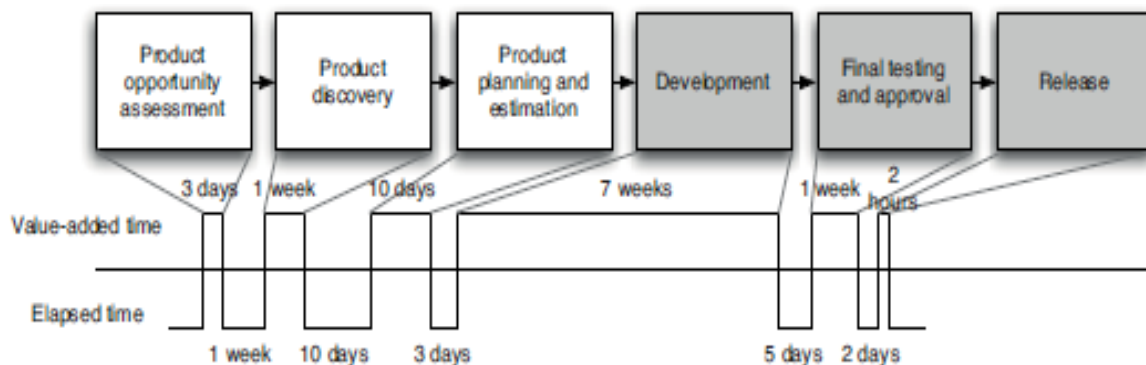 Product
opportunity
assessment
Product
discovery
Product
planning and
estimation
Development
Final testing
and approval
Release
3 days
1 week
10 days
7 weeks
1 week
2
hours
Value-added time
Elapsed time
1 week
10 days
3 days
5 days
2 days